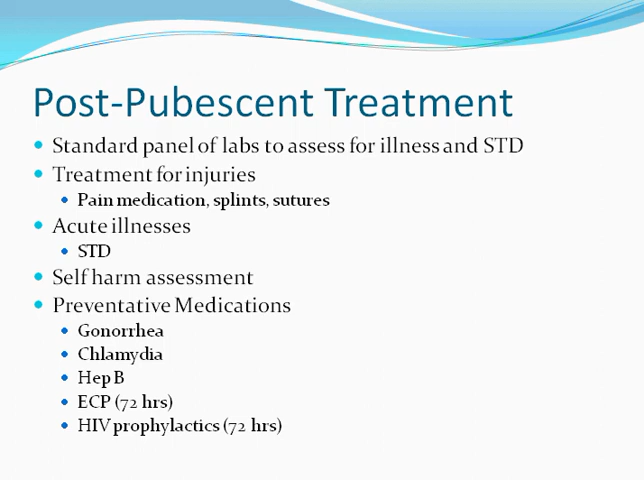 Post-Pubescent Treatment
Standard panel of labs to assess for illness and STD
Treatment for injuries
Pain medication, splints, sutures
Acute illnesses
STD
Self harm assessment
Preventative Medications
Gonorrhea
Chlamydia
Hep B
ECP (72 hrs)
HIV prophylactics (72 hrs)